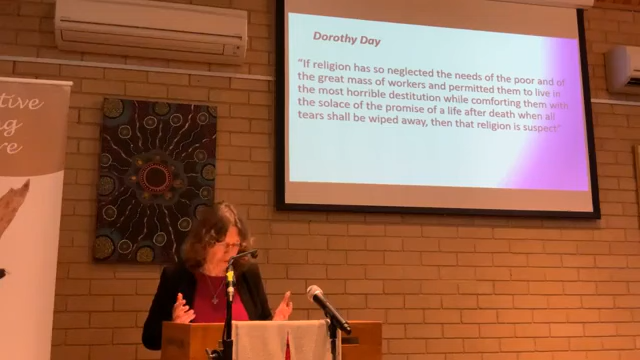 Dorothy Day
“If religion has so neglected the needs of the poor and of
the great mass of workers and permitted them to live in
the most horrible destitution while comforting them with
the solace of the promise of a life after death when all
tears shall be wiped away, then that religion is suspect”